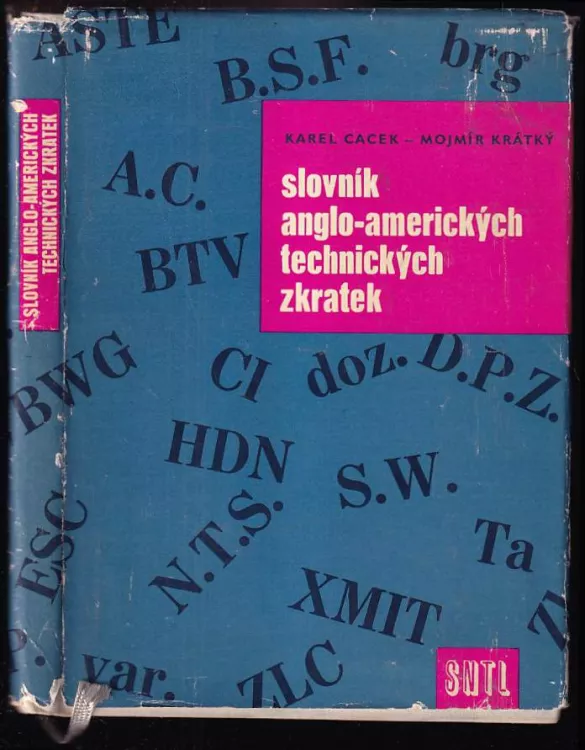 ASTE
B.S.F.
brg
KAREL CACEK – MOJMÍR KRÁTKÝ
slovník
anglo-amerických
technických
zkratek
SLOVNÍK ANGLO-AMERICKÝCH
TECHNICKÝCH ZKRATEK
A.C.
BTV
BWG
CI
doz.
D.P.Z.
HDN
S.W.
ESC
N.T.S.
Ta
XMIT
P.
var.
ZLC
SNTL